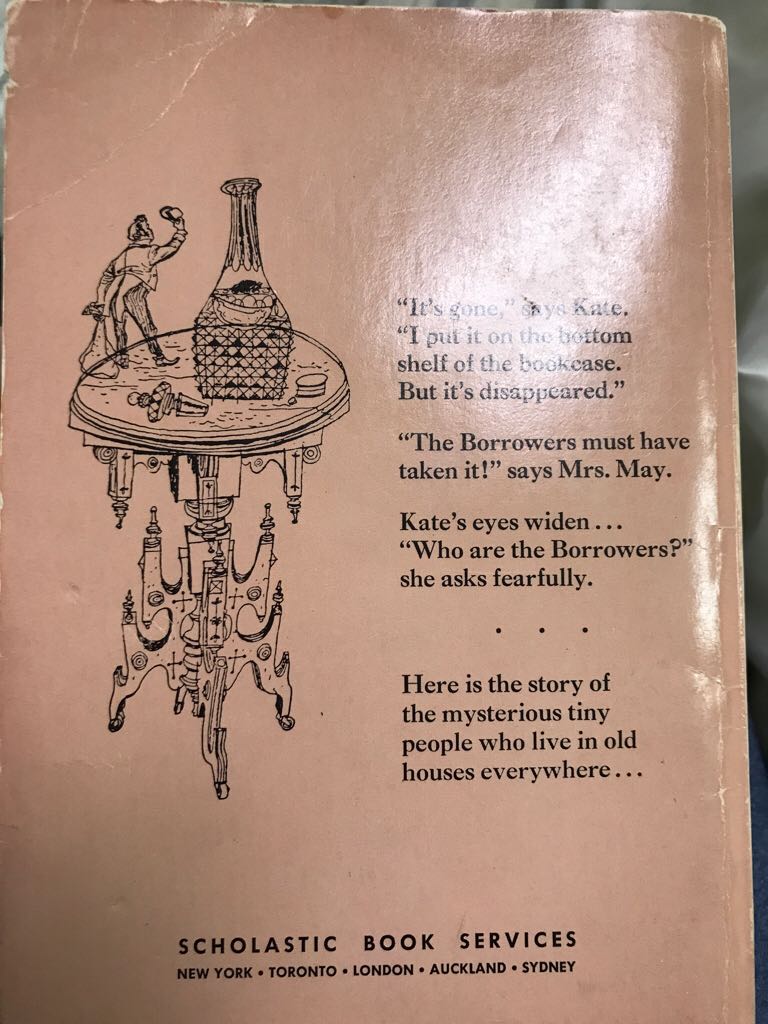 “It's gone,” says Kate.
“I put it on the bottom
shelf of the bookcase.
But it's disappeared.”
“The Borrowers must have
taken it!” says Mrs. May.
Kate's eyes widen...
“Who are the Borrowers?”
she asks fearfully.
. . .
Here is the story of
the mysterious tiny
people who live in old
houses everywhere...
SCHOLASTIC BOOK SERVICES
NEW YORK • TORONTO • LONDON • AUCKLAND • SYDNEY